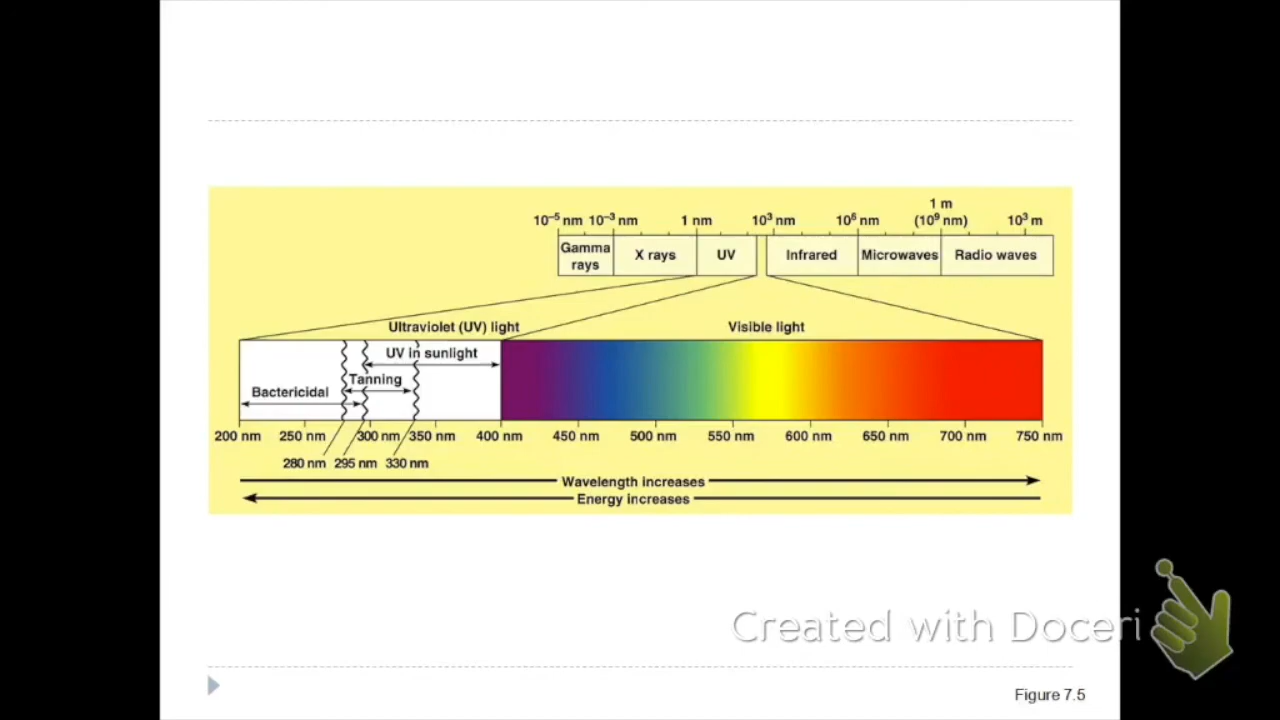 1 m
10⁻⁵ nm 10⁻³ nm 1 nm 10³ nm 10⁶ nm (10⁹ nm) 10³ m
Gamma rays X rays UV Infrared Microwaves Radio waves
Ultraviolet (UV) light Visible light
UV in sunlight
Tanning
Bactericidal
200 nm 250 nm 300 nm 350 nm 400 nm 450 nm 500 nm 550 nm 600 nm 650 nm 700 nm 750 nm
280 nm 295 nm 330 nm
Wavelength increases
Energy increases
Created with Doceri
Figure 7.5